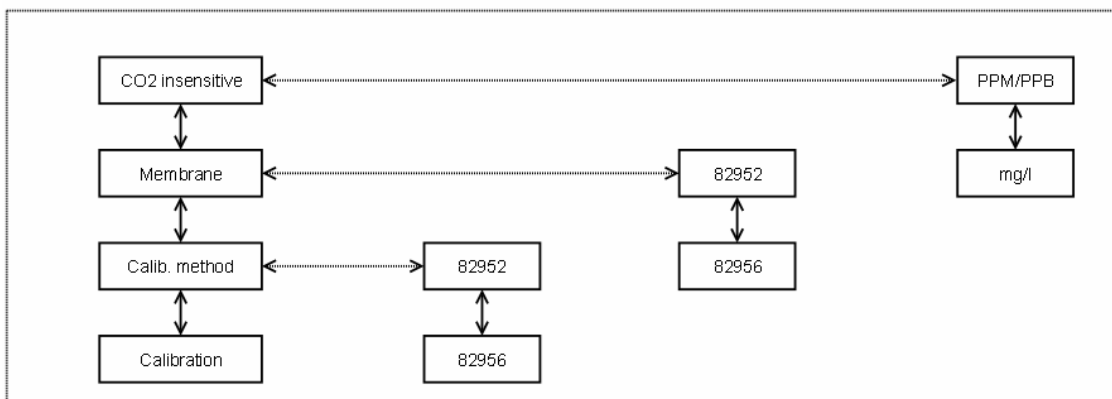 CO2 insensitive
PPM/PPB
Membrane
82952
mg/l
Calib. method
82952
82956
Calibration
82956